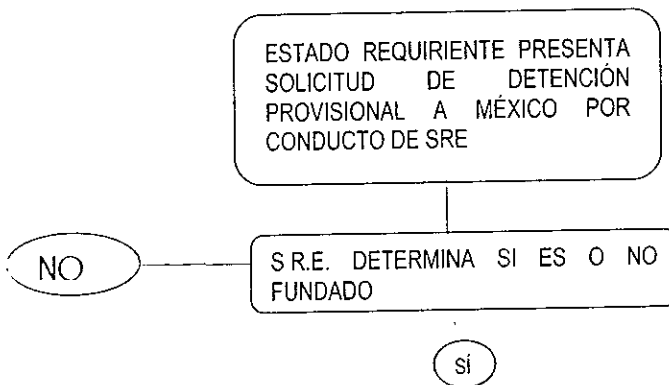 ESTADO REQUIRIENTE PRESENTA
SOLICITUD DE DETENCIÓN
PROVISIONAL A MÉXICO POR
CONDUCTO DE SRE
NO
S R.E. DETERMINA SI ES O NO
FUNDADO
SÍ